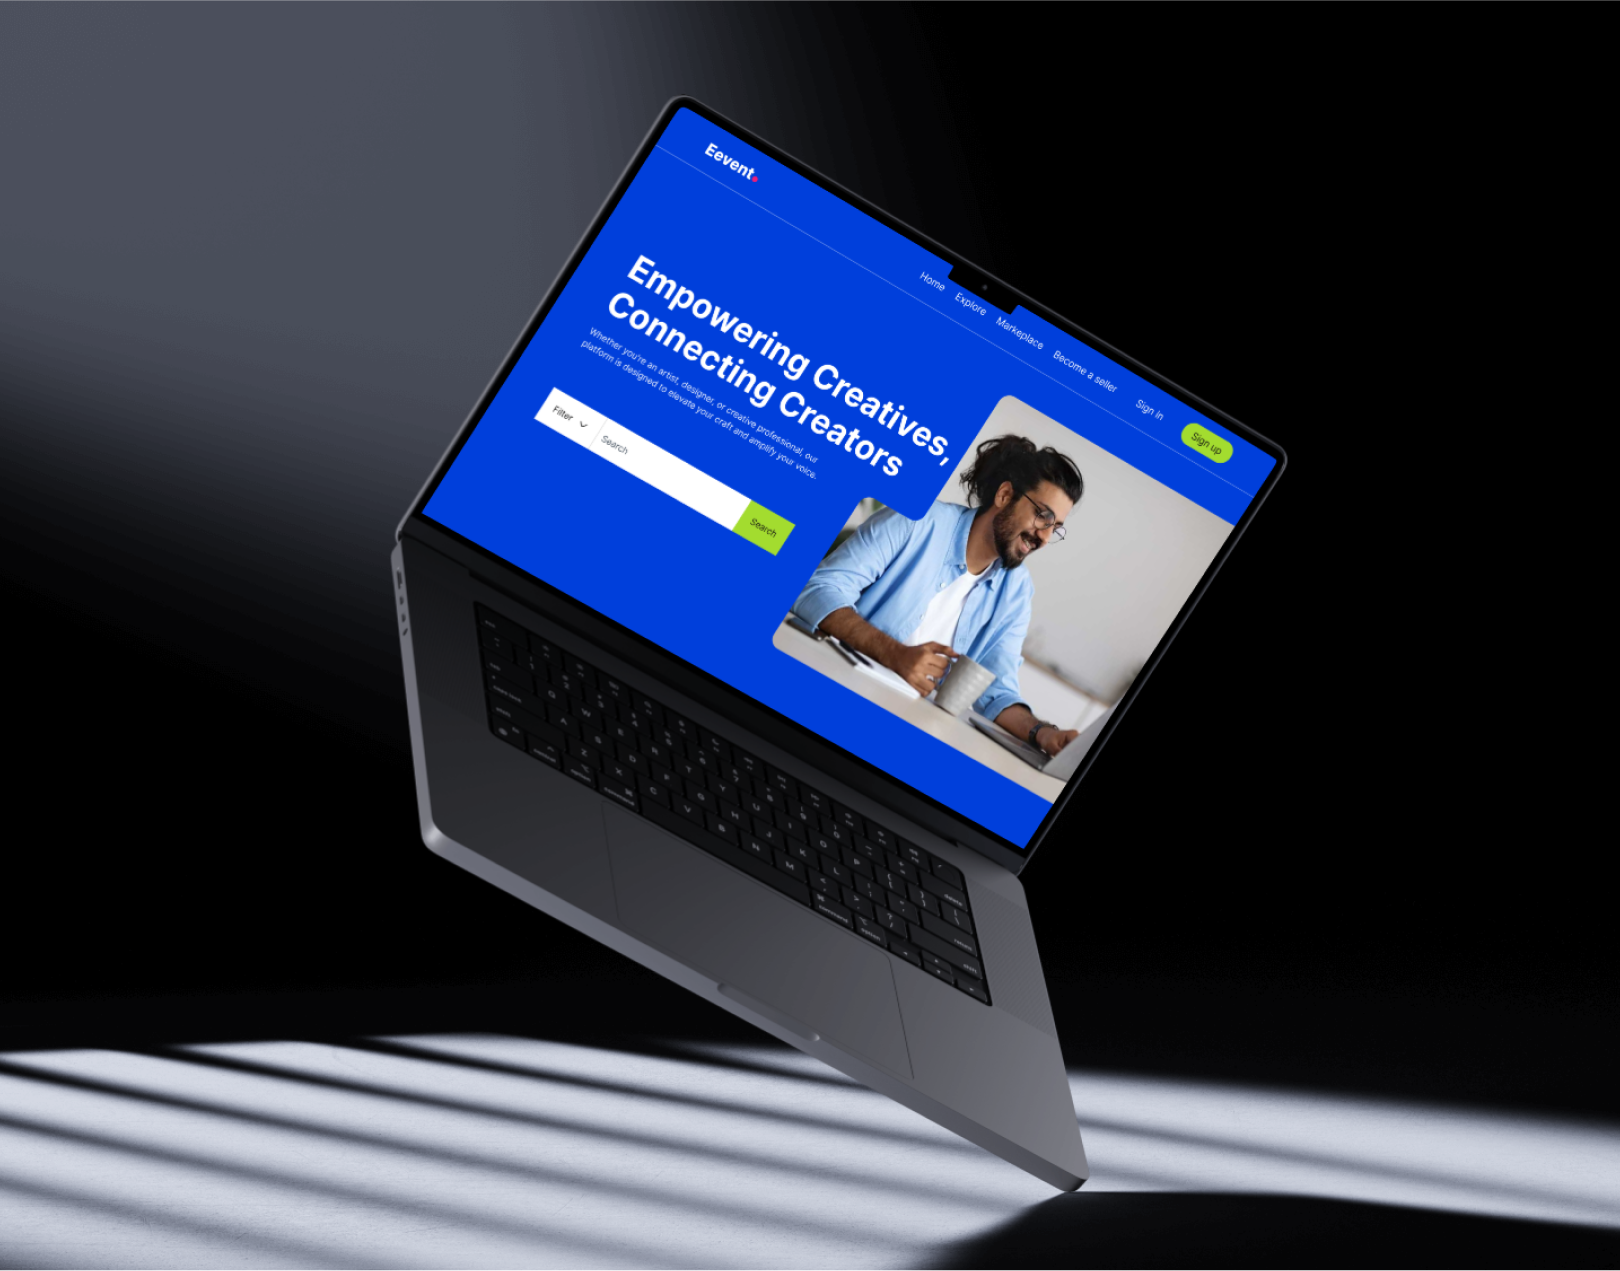 Eevent.
Home Explore Markeplace Become a seller Sign in Sign up
Empowering Creatives,
Connecting Creators
Whether you're an artist, designer, or creative professional, our
platform is designed to elevate your craft and amplify your voice.
Filter Search Search